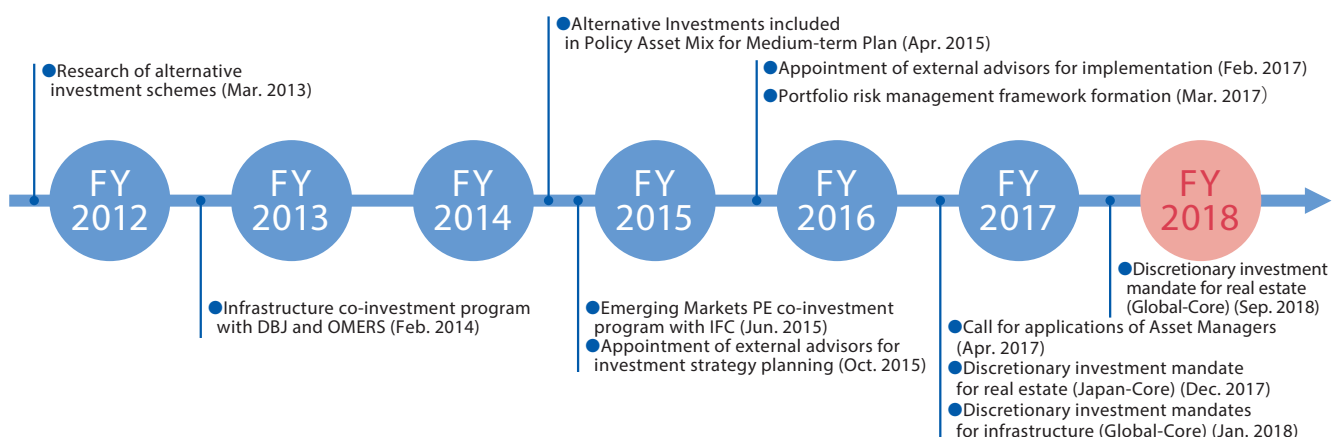 ●Alternative Investments included
in Policy Asset Mix for Medium-term Plan (Apr. 2015)
●Research of alternative
investment schemes (Mar. 2013)
●Appointment of external advisors for implementation (Feb. 2017)
●Portfolio risk management framework formation (Mar. 2017）
FY
2012
FY
2013
FY
2014
FY
2015
FY
2016
FY
2017
FY
2018
●Infrastructure co-investment program
with DBJ and OMERS (Feb. 2014)
●Emerging Markets PE co-investment
program with IFC (Jun. 2015)
●Appointment of external advisors for
investment strategy planning (Oct. 2015)
●Call for applications of Asset Managers
(Apr. 2017)
●Discretionary investment mandate
for real estate (Japan-Core) (Dec. 2017)
●Discretionary investment mandates
for infrastructure (Global-Core) (Jan. 2018)
●Discretionary investment
mandate for real estate
(Global-Core) (Sep. 2018)